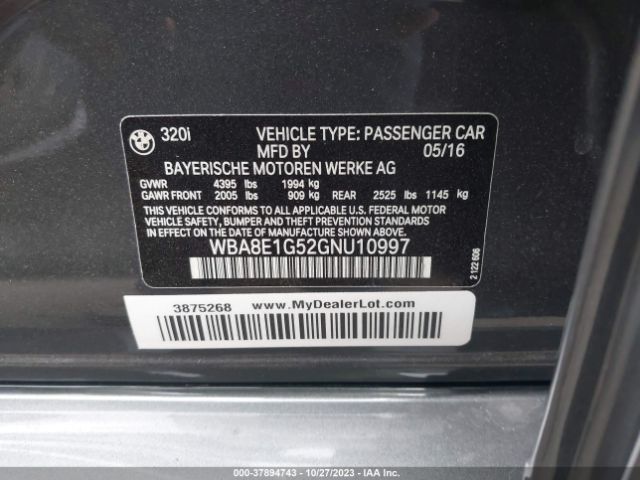 320i VEHICLE TYPE: PASSENGER CAR
MFD BY 05/16
BAYERISCHE MOTOREN WERKE AG
GVWR 4395 lbs 1994 kg
GAWR FRONT 2005 lbs 909 kg REAR 2525 lbs 1145 kg
THIS VEHICLE CONFORMS TO ALL APPLICABLE U.S. FEDERAL MOTOR
VEHICLE SAFETY, BUMPER, AND THEFT PREVENTION STANDARDS
IN EFFECT ON THE DATE OF MANUFACTURE SHOWN ABOVE.
WBA8E1G52GNU10997
2 122 606
3875268 www.MyDealerLot.com
000-37894743 - 10/27/2023 - IAA Inc.